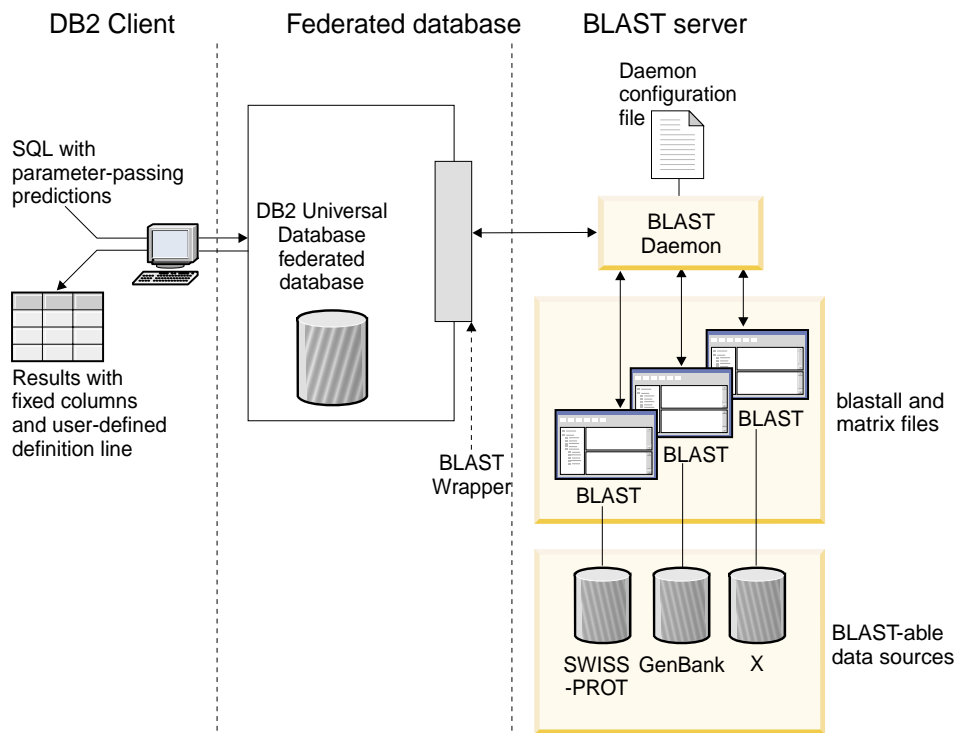 DB2 Client
Federated database
BLAST server
Daemon
configuration
file
SQL with
parameter-passing
predictions
DB2 Universal
Database
federated
database
BLAST
Daemon
Results with
fixed columns
and user-defined
definition line
BLAST
Wrapper
BLAST
BLAST
BLAST
blastall and
matrix files
SWISS
-PROT
GenBank
X
BLAST-able
data sources